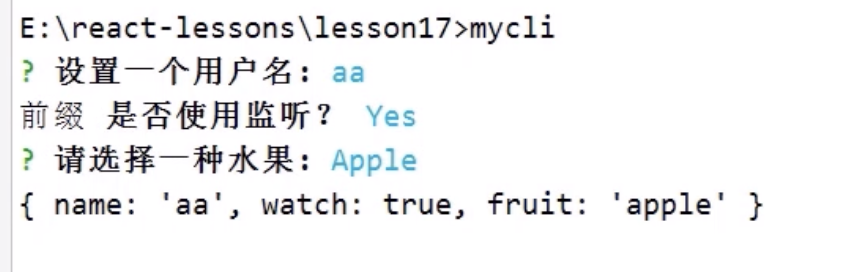 E:\react-lessons\lesson17>mycli
? 设置一个用户名：aa
前缀 是否使用监听？ Yes
? 请选择一种水果：Apple
{ name: 'aa', watch: true, fruit: 'apple' }